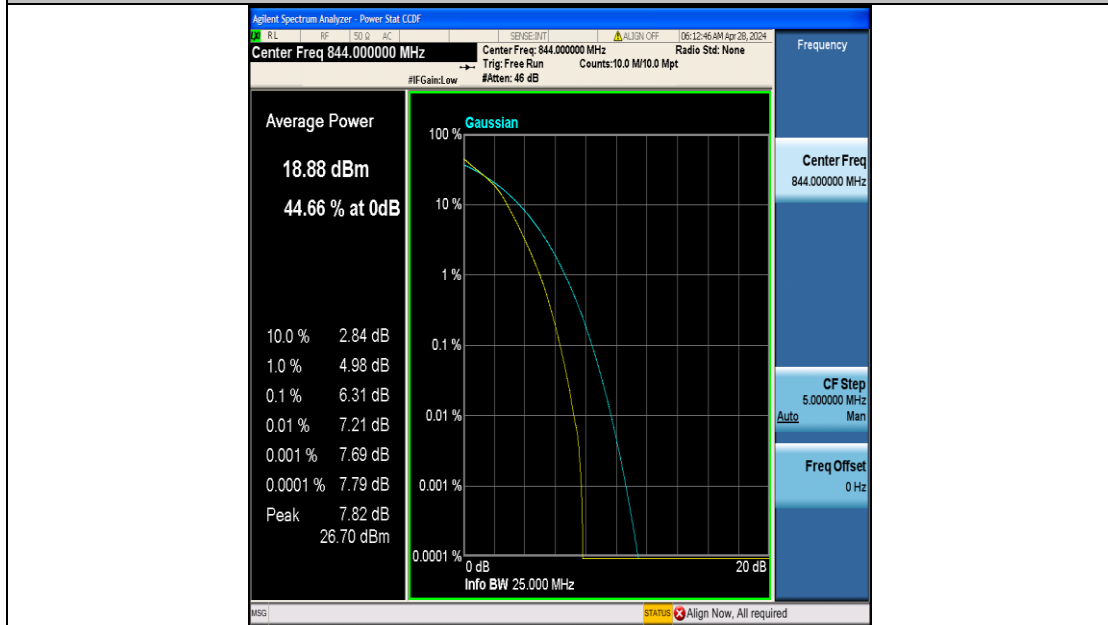 Agilent Spectrum Analyzer - Power Stat CCDF
RL RF 50 Ω AC SENSE:INT ALIGN OFF 06:12:46 AM Apr 28, 2024
Center Freq 844.000000 MHz
Center Freq: 844.000000 MHz Radio Std: None
Trig: Free Run Counts:10.0 M/10.0 Mpt
#IFGain:Low #Atten: 46 dB
Frequency
Average Power
18.88 dBm
44.66 % at 0dB
10.0 % 2.84 dB
1.0 % 4.98 dB
0.1 % 6.31 dB
0.01 % 7.21 dB
0.001 % 7.69 dB
0.0001 % 7.79 dB
Peak 7.82 dB
26.70 dBm
Gaussian
100 %
10 %
1 %
0.1 %
0.01 %
0.001 %
0.0001 %
0 dB 20 dB
Info BW 25.000 MHz
Center Freq
844.000000 MHz
CF Step
5.000000 MHz
Auto Man
Freq Offset
0 Hz
MSG STATUS Align Now, All required